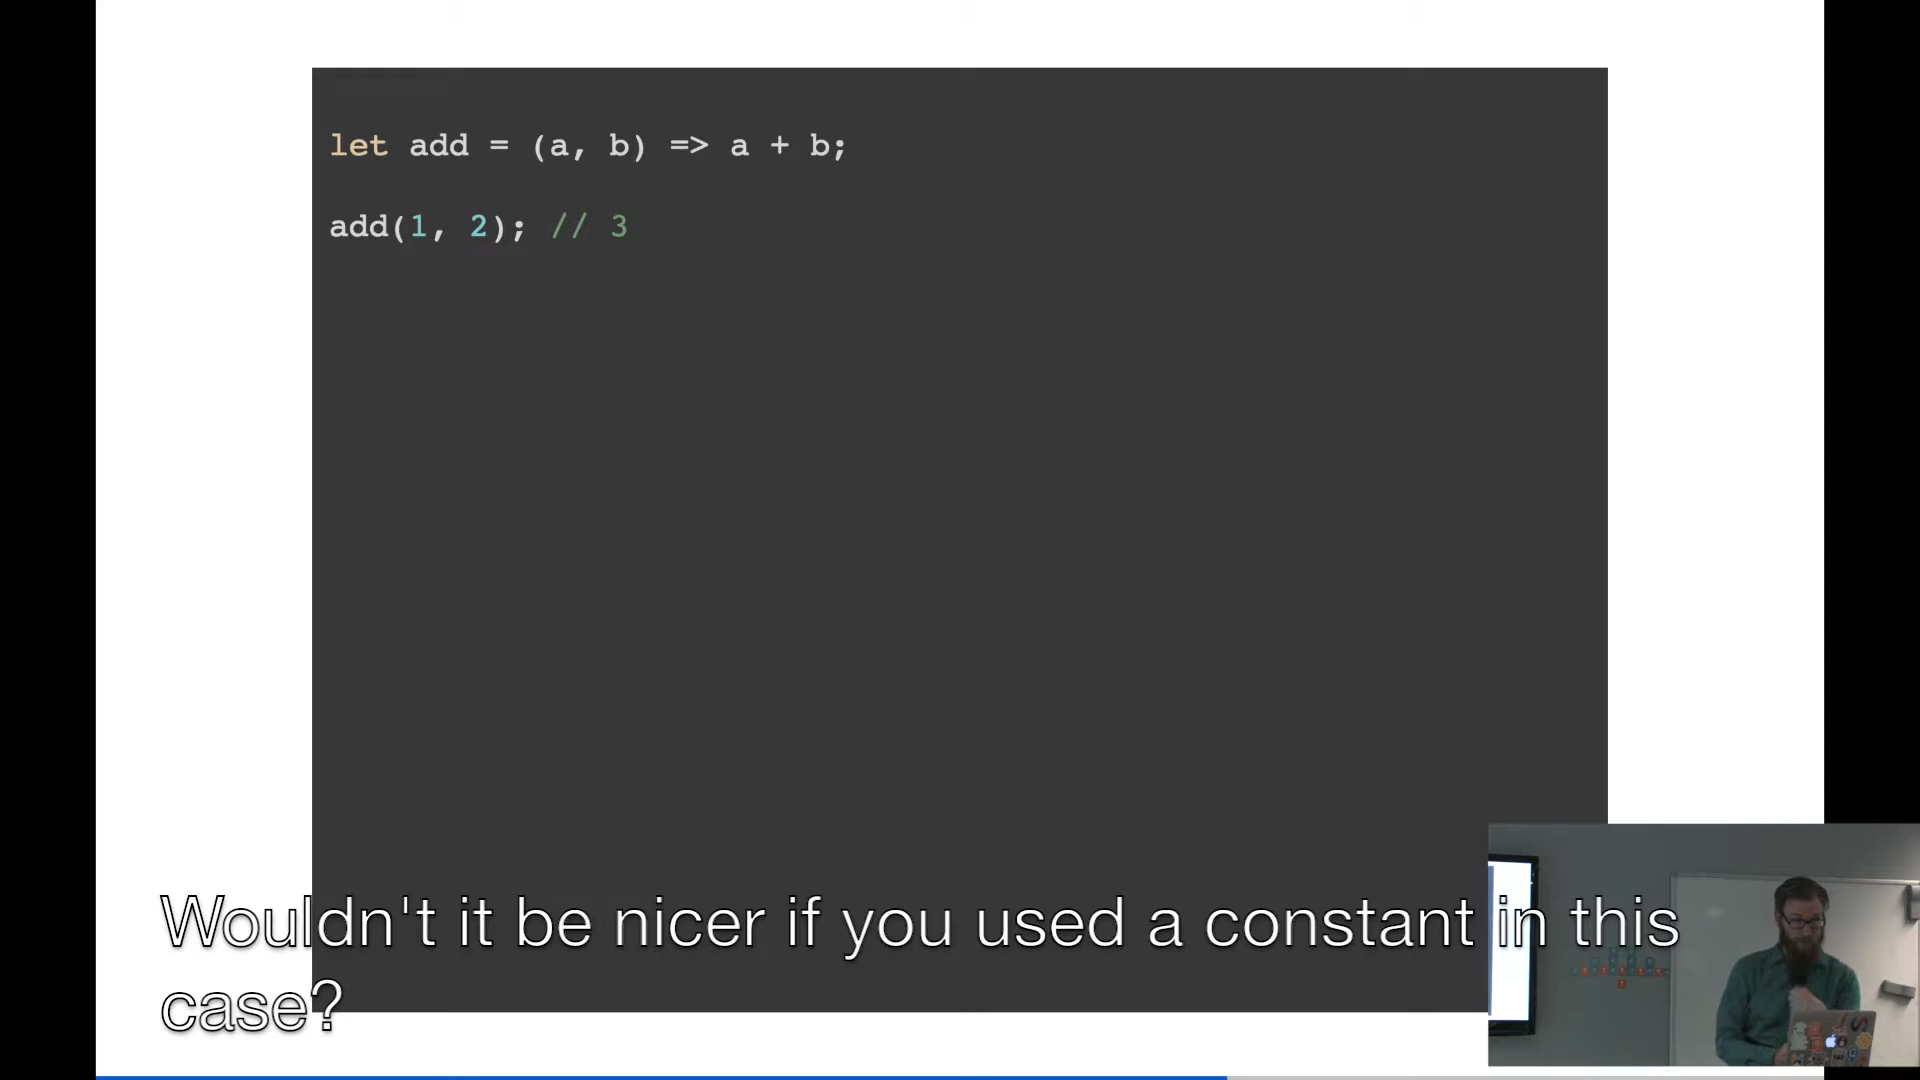 let add = (a, b) => a + b;
add(1, 2); // 3
Wouldn't it be nicer if you used a constant in this
case?